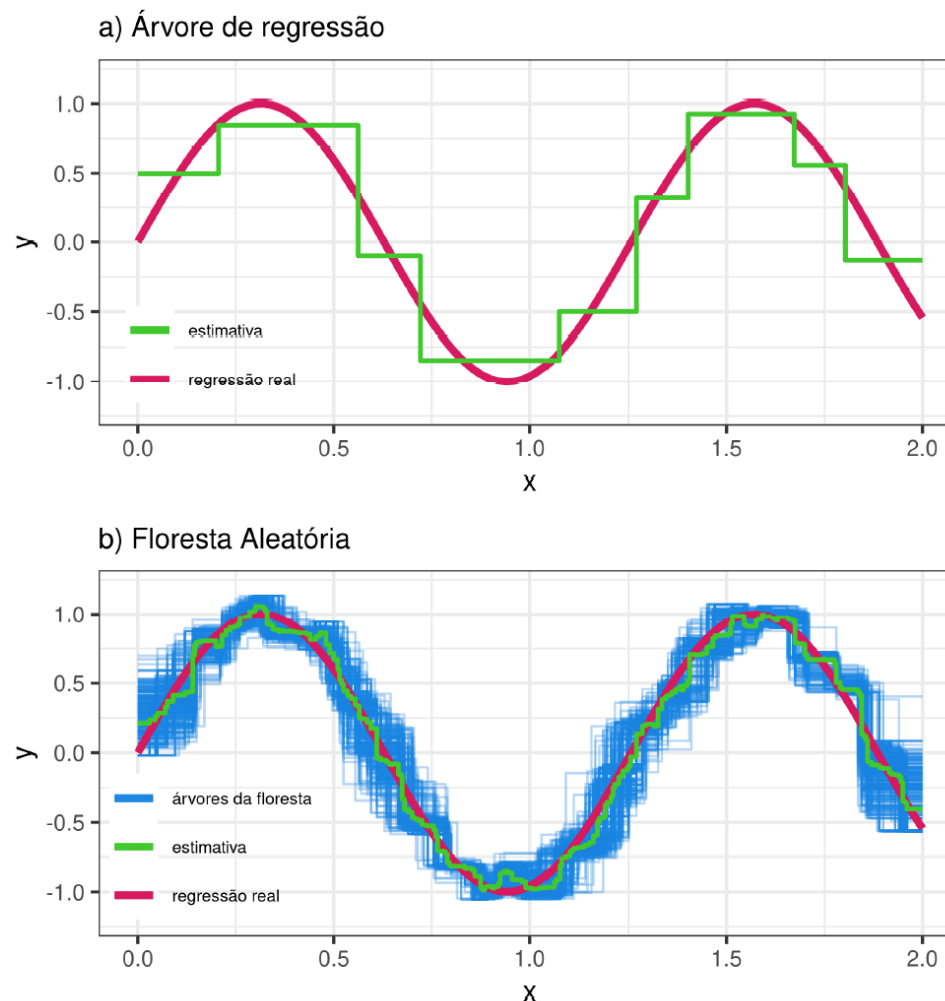 a) Árvore de regressão
1.0
0.5
0.0
-0.5
-1.0
y
estimativa
regressão real
0.0 0.5 1.0 1.5 2.0
x
b) Floresta Aleatória
1.0
0.5
0.0
-0.5
-1.0
y
árvores da floresta
estimativa
regressão real
0.0 0.5 1.0 1.5 2.0
x